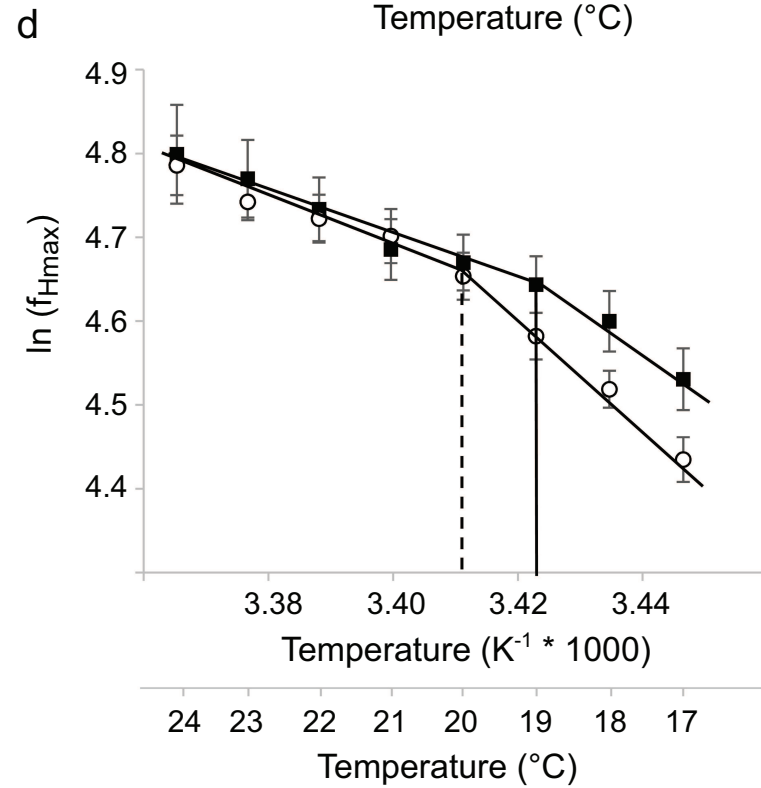 Temperature (°C)
d
4.9
4.8
4.7
4.6
4.5
4.4
ln (fHmax)
3.38 3.40 3.42 3.44
Temperature (K-1 * 1000)
24 23 22 21 20 19 18 17
Temperature (°C)